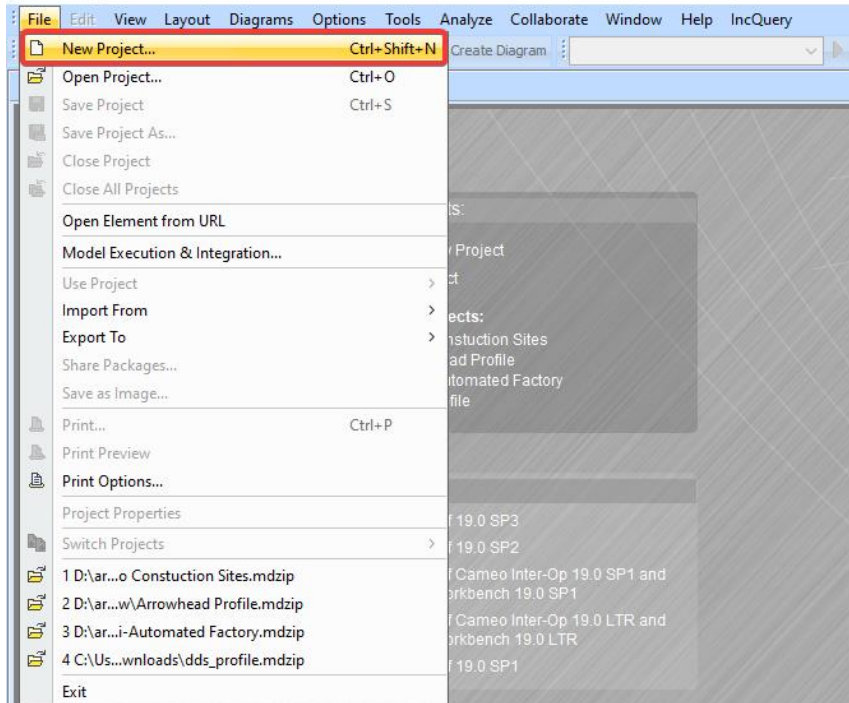 File Edit View Layout Diagrams Options Tools Analyze Collaborate Window Help IncQuery
New Project... Ctrl+Shift+N
Create Diagram
Open Project... Ctrl+O
Save Project Ctrl+S
Save Project As...
Close Project
Close All Projects
Open Element from URL
Model Execution & Integration...
Use Project
Import From
Export To
Share Packages...
Save as Image...
Print... Ctrl+P
Print Preview
Print Options...
Project Properties
Switch Projects
1 D:\ar...o Constuction Sites.mdzip
2 D:\ar...w\Arrowhead Profile.mdzip
3 D:\ar...i-Automated Factory.mdzip
4 C:\Us...wnloads\dds_profile.mdzip
Exit
ts:
Project
ct
ects:
nstuction Sites
ad Profile
utomated Factory
file
f 19.0 SP3
f 19.0 SP2
f Cameo Inter-Op 19.0 SP1 and
orkbench 19.0 SP1
f Cameo Inter-Op 19.0 LTR and
orkbench 19.0 LTR
f 19.0 SP1